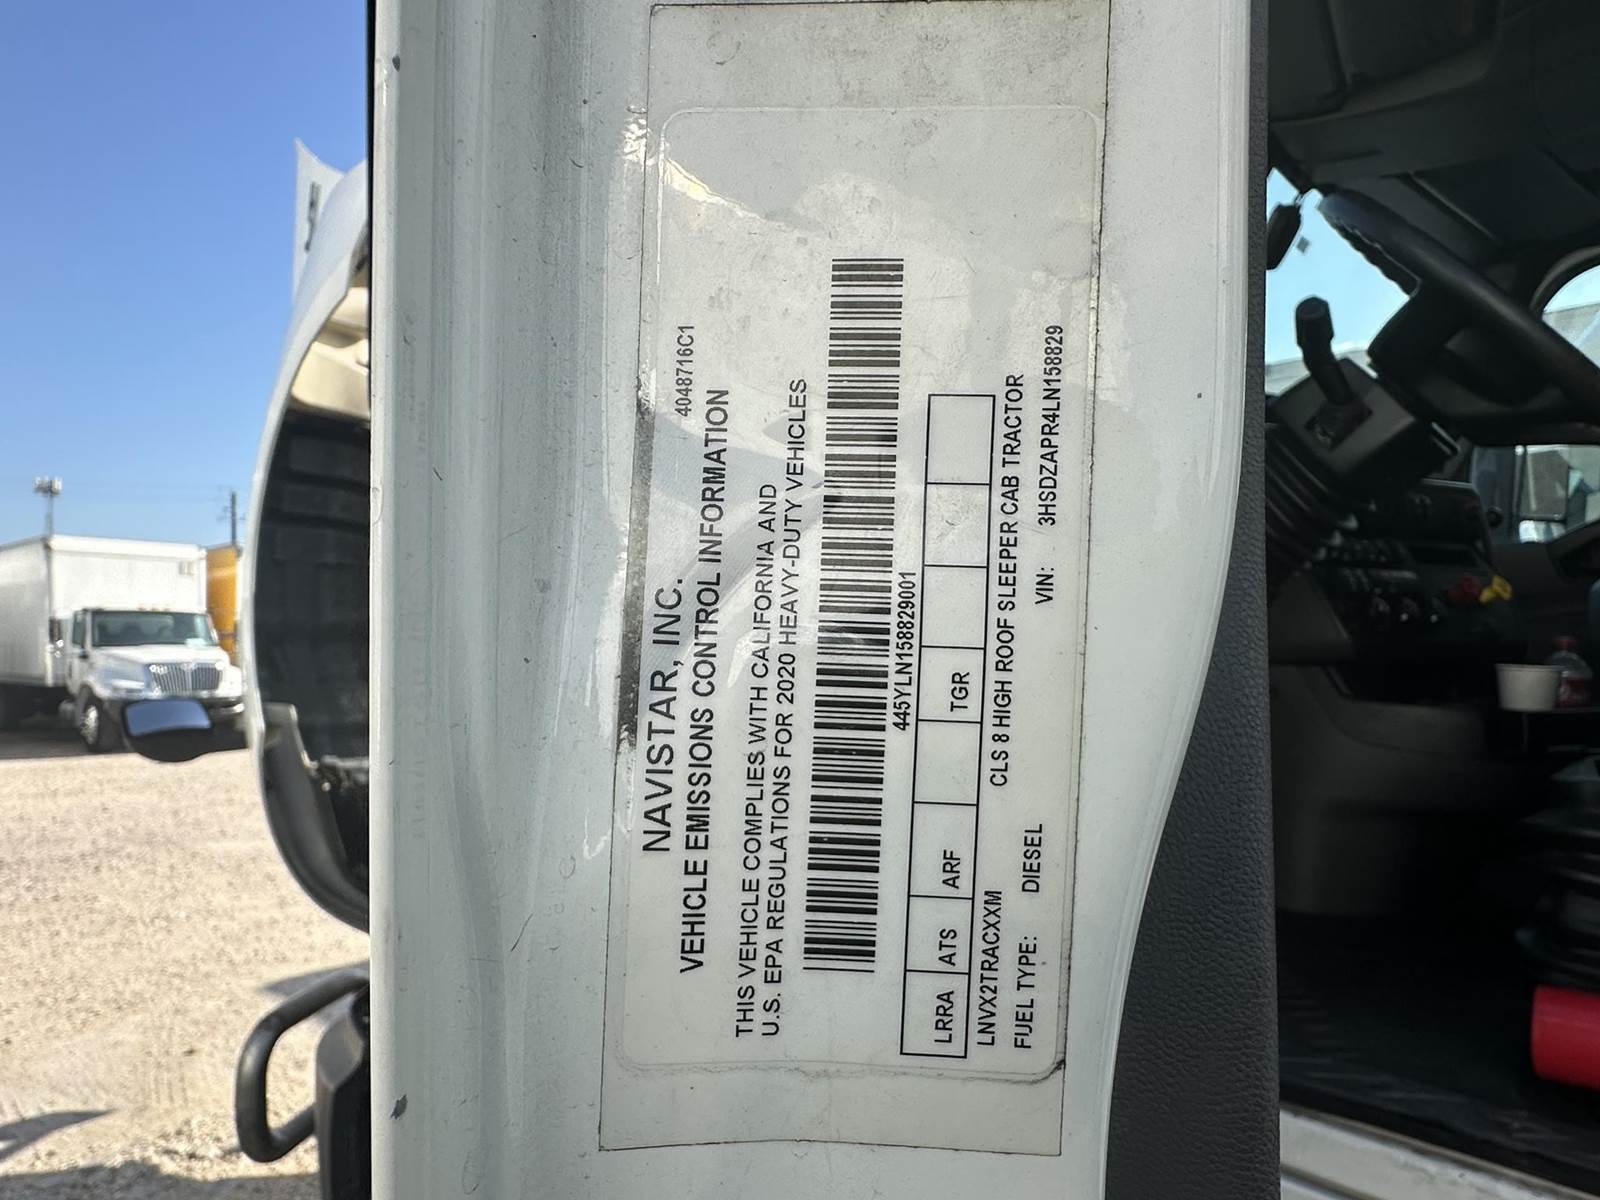 4048716C1
NAVISTAR, INC.
VEHICLE EMISSIONS CONTROL INFORMATION
THIS VEHICLE COMPLIES WITH CALIFORNIA AND
U.S. EPA REGULATIONS FOR 2020 HEAVY-DUTY VEHICLES
445YLN158829001
LRRA ATS ARF TGR
LNVX2TRACXXM CLS 8 HIGH ROOF SLEEPER CAB TRACTOR
FUEL TYPE: DIESEL VIN: 3HSDZAPR4LN158829